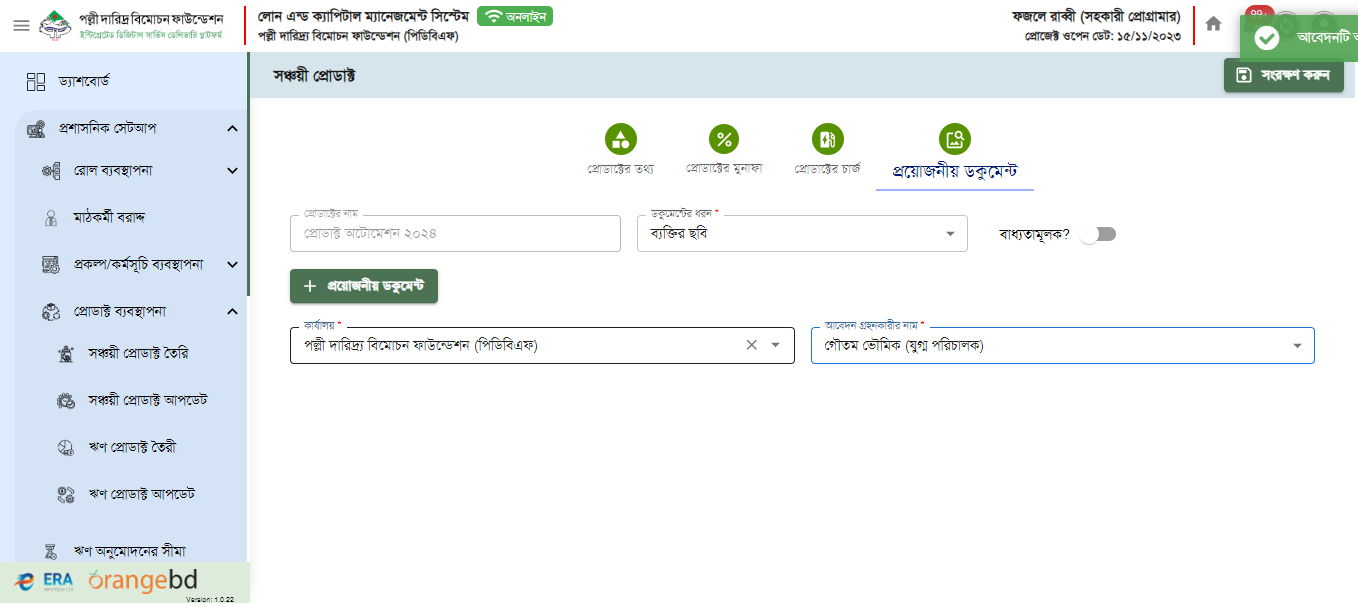 পল্লী দারিদ্র বিমোচন ফাউন্ডেশন
ইন্টিগ্রেটেড ডিজিটাল সার্ভিস ডেলিভারি প্লাটফর্ম
লোন এন্ড ক্যাপিটাল ম্যানেজমেন্ট সিস্টেম
অনলাইন
পল্লী দারিদ্য বিমোচন ফাউন্ডেশন (পিডিবিএফ)
ফজলে রাব্বী (সহকারী প্রোগ্রামার)
প্রোজেক্ট ওপেন ডেট: ১৫/১১/২০২৩
99+
আবেদনটি
সঞ্চয়ী প্রোডাক্ট
সংরক্ষণ করুন
ড্যাশবোর্ড
প্রশাসনিক সেটআপ
রোল ব্যবস্থাপনা
মাঠকর্মী বরাদ্দ
প্রকল্প/কর্মসূচি ব্যবস্থাপনা
প্রোডাক্ট ব্যবস্থাপনা
সঞ্চয়ী প্রোডাক্ট তৈরি
সঞ্চয়ী প্রোডাক্ট আপডেট
ঋণ প্রোডাক্ট তৈরী
ঋণ প্রোডাক্ট আপডেট
ঋণ অনুমোদনের সীমা
প্রোডাক্টের তথ্য
প্রোডাক্টের মুনাফা
প্রোডাক্টের চার্জ
প্রয়োজনীয় ডকুমেন্ট
প্রোডাক্টের নাম
প্রোডাক্ট অটোমেশন ২০২৪
ডকুমেন্টের ধরন *
ব্যক্তির ছবি
বাধ্যতামূলক?
+ প্রয়োজনীয় ডকুমেন্ট
কার্যালয় *
পল্লী দারিদ্র্য বিমোচন ফাউন্ডেশন (পিডিবিএফ)
আবেদন গ্রহনকারীর নাম *
গৌতম ভৌমিক (যুগ্ম পরিচালক)
ERA
INFOTECH LTD
orangebd
Version: 1.0.22